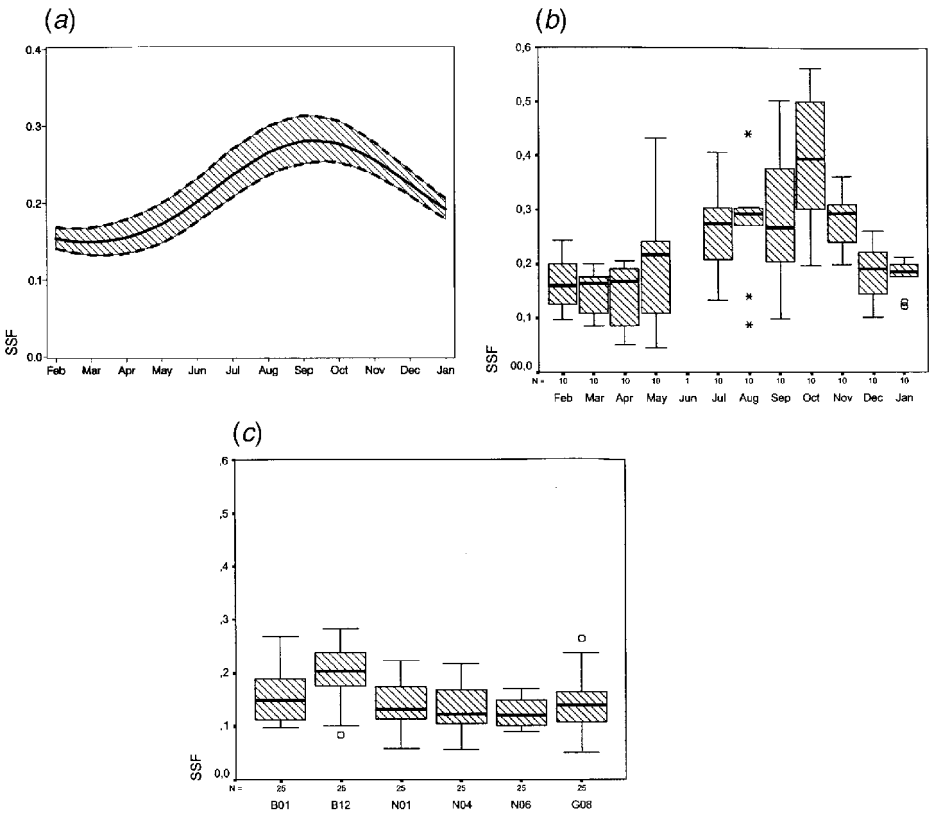 (a)
0.4
0.3
0.2
0.1
0.0
SSF
Feb Mar Apr May Jun Jul Aug Sep Oct Nov Dec Jan
(b)
0,6
0,5
0,4
0,3
0,2
0,1
00,0
SSF
N = 10 10 10 10 1 10 10 10 10 10 10 10
Feb Mar Apr May Jun Jul Aug Sep Oct Nov Dec Jan
(c)
,6
,5
,4
,3
,2
,1
0,0
SSF
N = 25 25 25 25 25 25
B01 B12 N01 N04 N06 G08